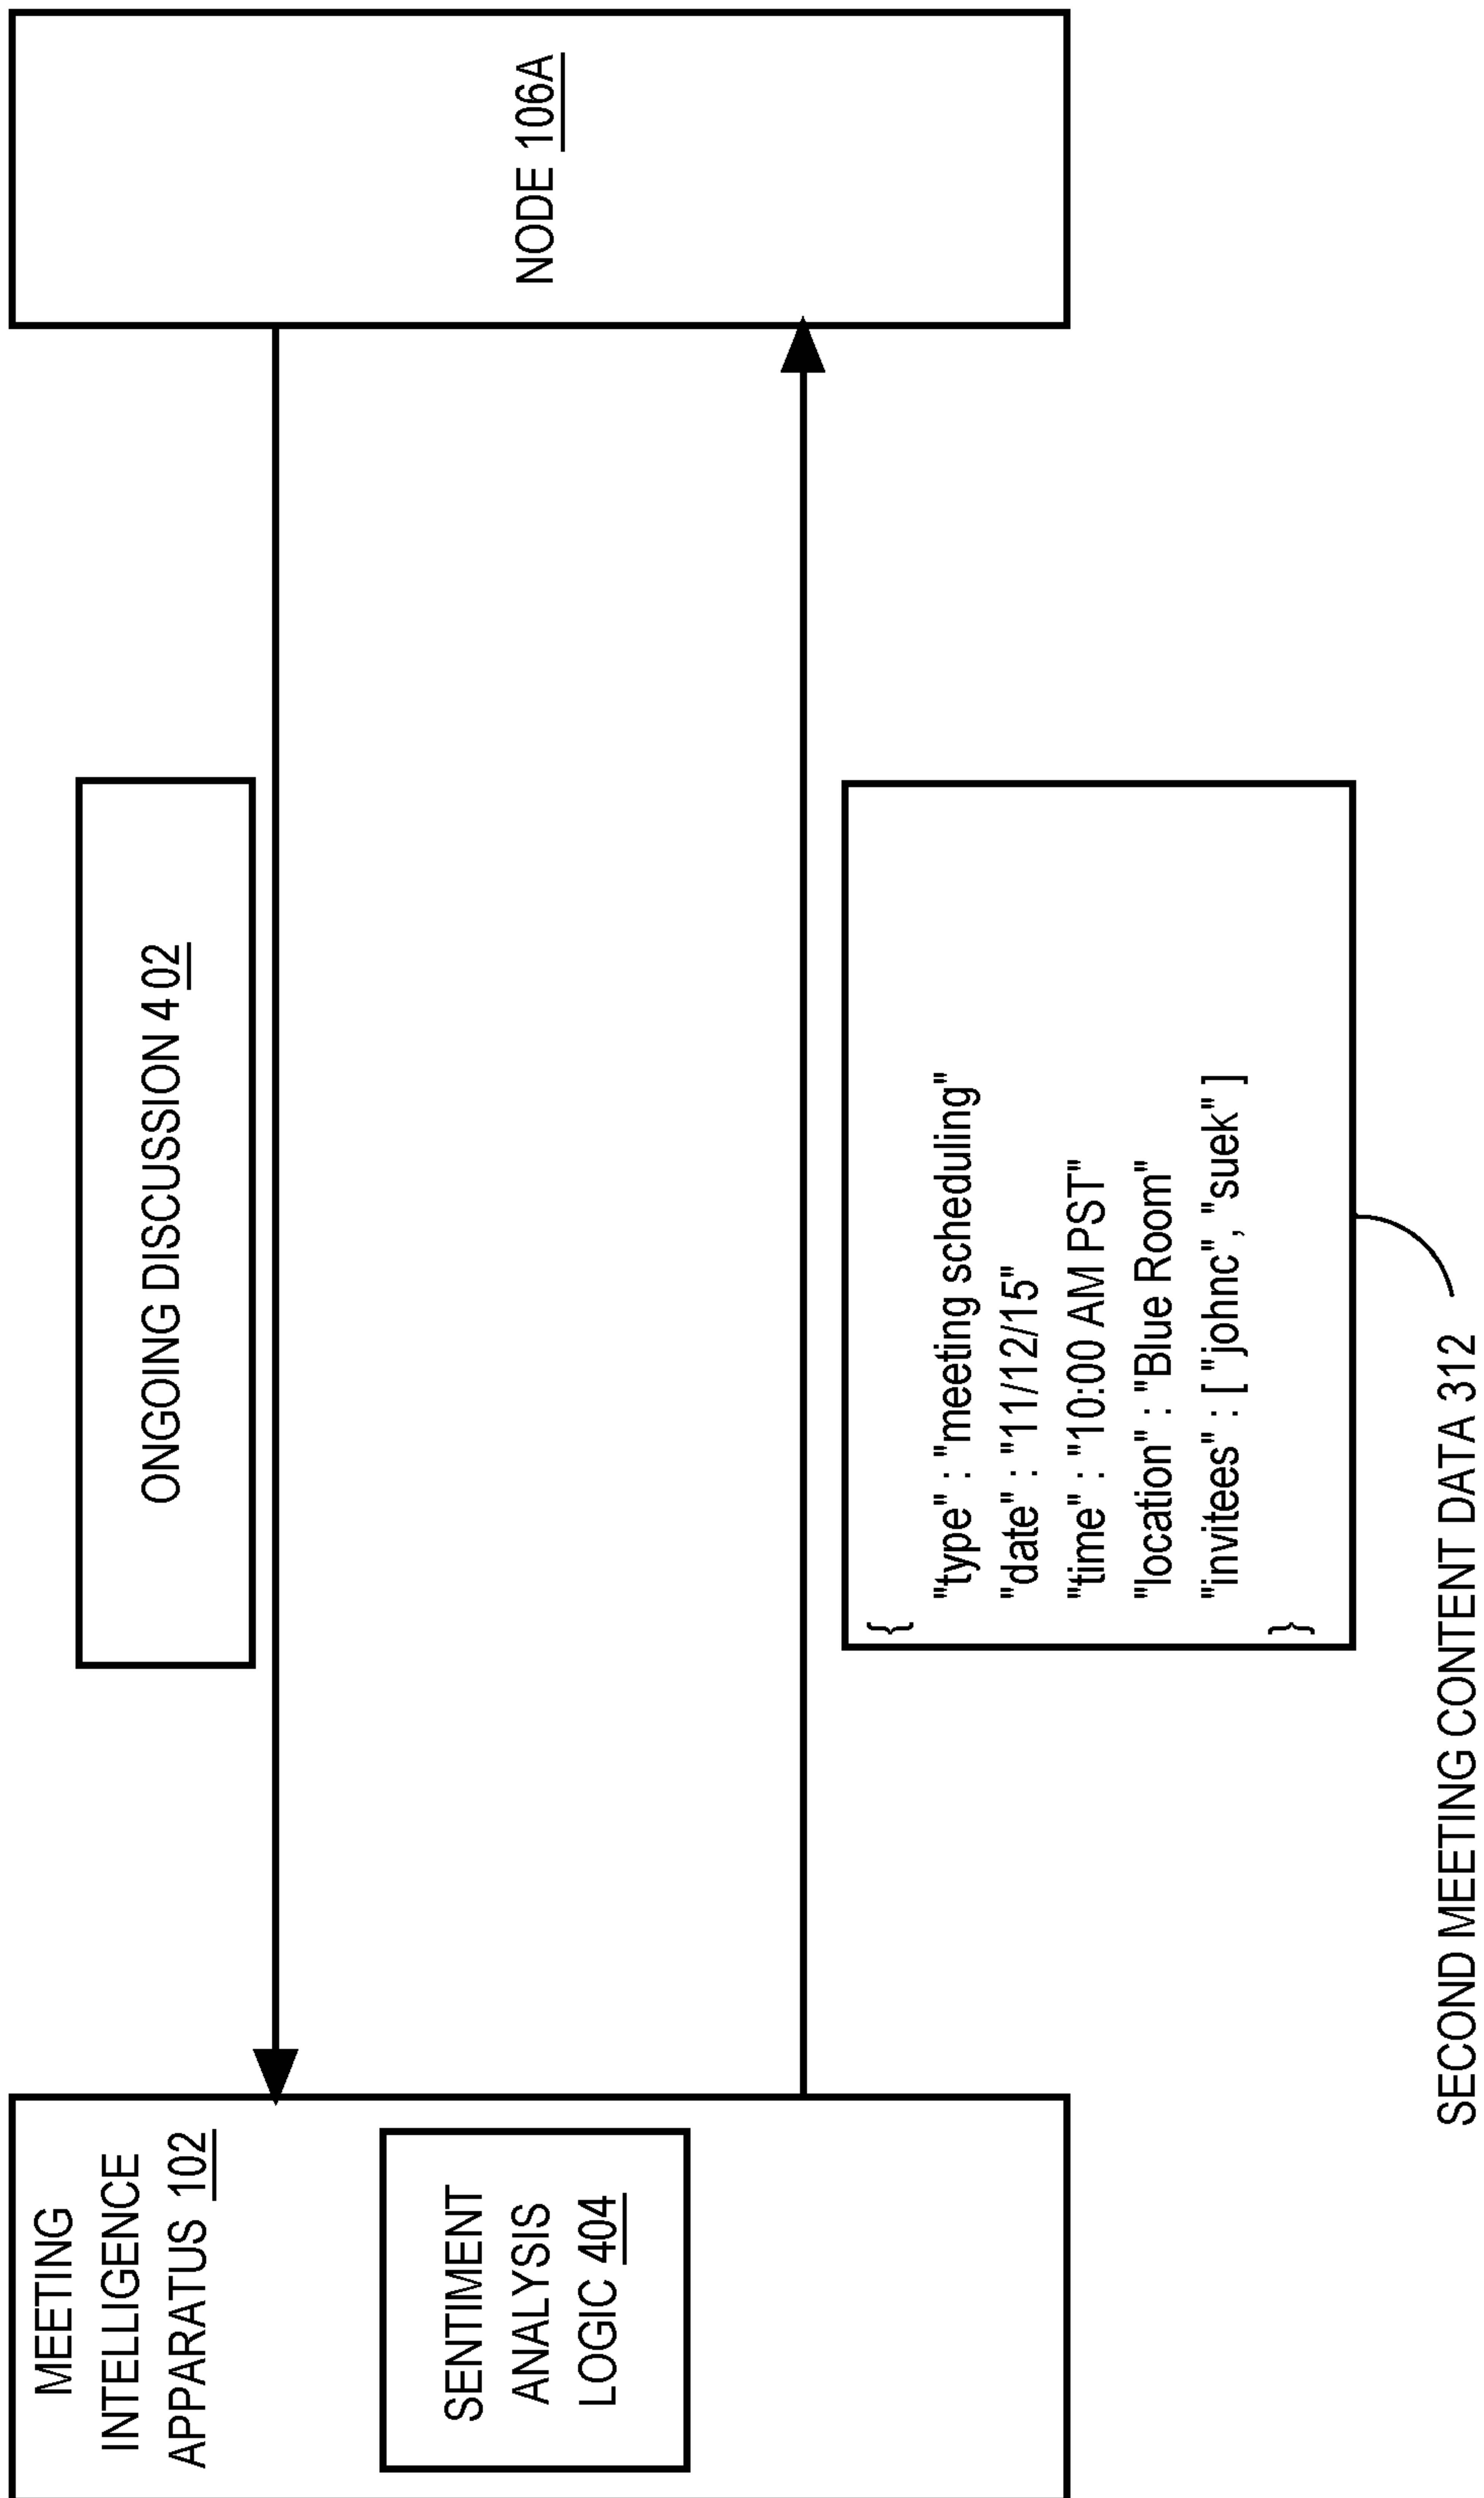 MEETING
INTELLIGENCE
APPARATUS 102
SENTIMENT
ANALYSIS
LOGIC 404
ONGOING DISCUSSION 402
NODE 106A
{
"type" : "meeting scheduling"
"date" : "11/12/15"
"time" : "10:00 AM PST"
"location" : "Blue Room"
"invitees" : [ "johnc" , "suek" ]
}
SECOND MEETING CONTENT DATA 312